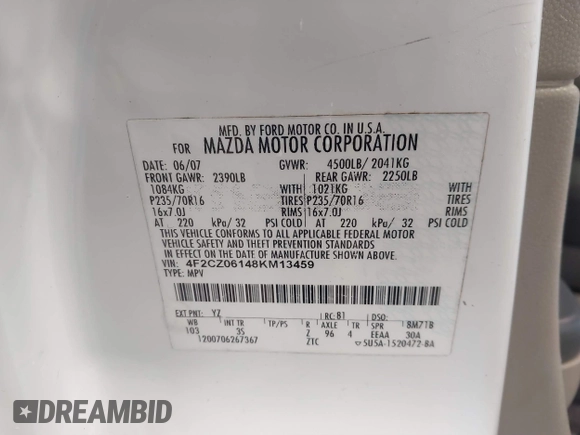 MFD. BY FORD MOTOR CO. IN U.S.A.
FOR MAZDA MOTOR CORPORATION
DATE: 06/07 GVWR: 4500LB/ 2041KG
FRONT GAWR: 2390LB REAR GAWR: 2250LB
1084KG WITH 1021KG WITH
P235/70R16 TIRES P235/70R16 TIRES
16x7.0J RIMS 16x7.0J RIMS
AT 220 kPa/ 32 PSI COLD AT 220 kPa/ 32 PSI COLD
THIS VEHICLE CONFORMS TO ALL APPLICABLE FEDERAL MOTOR
VEHICLE SAFETY AND THEFT PREVENTION STANDARDS
IN EFFECT ON THE DATE OF MANUFACTURE SHOWN ABOVE.
VIN: 4F2CZ06148KM13459
TYPE: MPV
EXT PNT: YZ RC: 81 DSO:
WB INT TR TP/PS R AXLE TR SPR 8M71B
103 3S Z 96 4 EEAA 30A
1200706267367 ZTC 5U5A-1520472-BA
DREAMBID